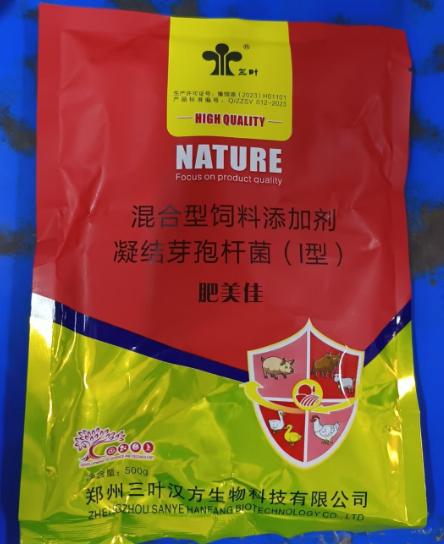 三叶
生产许可证号：豫饲添（2023）H01101
产品标准编号：Q/ZZSY 012-2023
HIGH QUALITY
NATURE
Focus on product quality
混合型饲料添加剂
凝结芽孢杆菌（I型）
肥美佳
净含量：500g
郑州三叶汉方生物科技有限公司
ZHENGZHOU SANYE HANFANG BIOTECHNOLOGY CO., LTD